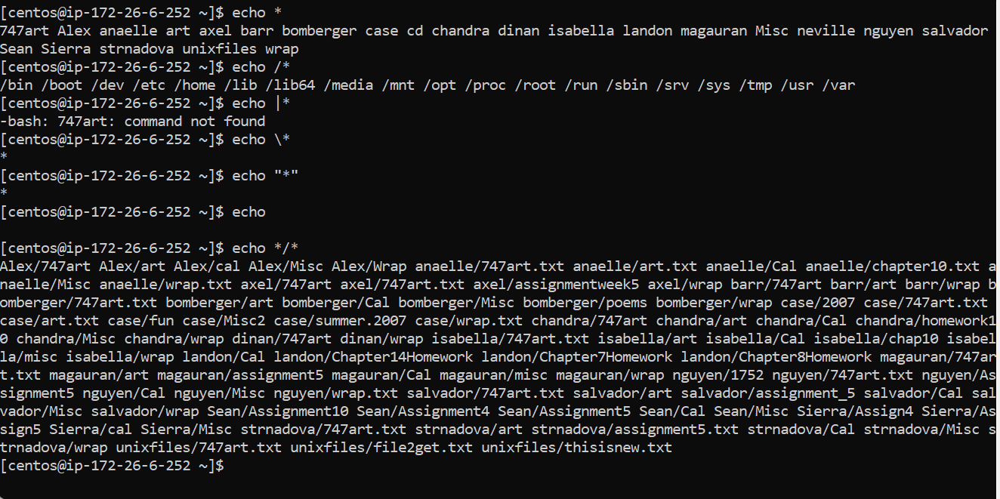 [centos@ip-172-26-6-252 ~]$ echo *
747art Alex anaelle art axel barr bomberger case cd chandra dinan isabella landon magauran Misc neville nguyen salvador
Sean Sierra strnadova unixfiles wrap
[centos@ip-172-26-6-252 ~]$ echo /*
/bin /boot /dev /etc /home /lib /lib64 /media /mnt /opt /proc /root /run /sbin /srv /sys /tmp /usr /var
[centos@ip-172-26-6-252 ~]$ echo |*
-bash: 747art: command not found
[centos@ip-172-26-6-252 ~]$ echo \*
*
[centos@ip-172-26-6-252 ~]$ echo "*"
*
[centos@ip-172-26-6-252 ~]$ echo

[centos@ip-172-26-6-252 ~]$ echo */*
Alex/747art Alex/art Alex/cal Alex/Misc Alex/Wrap anaelle/747art.txt anaelle/art.txt anaelle/Cal anaelle/chapter10.txt a
naelle/Misc anaelle/wrap.txt axel/747art axel/747art.txt axel/assignmentweek5 axel/wrap barr/747art barr/art barr/wrap b
omberger/747art.txt bomberger/art bomberger/Cal bomberger/Misc bomberger/poems bomberger/wrap case/2007 case/747art.txt
case/art.txt case/fun case/Misc2 case/summer.2007 case/wrap.txt chandra/747art chandra/art chandra/Cal chandra/homework1
0 chandra/Misc chandra/wrap dinan/747art dinan/wrap isabella/747art.txt isabella/art isabella/Cal isabella/chap10 isabel
la/misc isabella/wrap landon/Cal landon/Chapter14Homework landon/Chapter7Homework landon/Chapter8Homework magauran/747ar
t.txt magauran/art magauran/assignment5 magauran/Cal magauran/misc magauran/wrap nguyen/1752 nguyen/747art.txt nguyen/As
signment5 nguyen/Cal nguyen/Misc nguyen/wrap.txt salvador/747art.txt salvador/art salvador/assignment_5 salvador/Cal sal
vador/Misc salvador/wrap Sean/Assignment10 Sean/Assignment4 Sean/Assignment5 Sean/Cal Sean/Misc Sierra/Assign4 Sierra/As
sign5 Sierra/cal Sierra/Misc strnadova/747art.txt strnadova/art strnadova/assignment5.txt strnadova/Cal strnadova/Misc s
trnadova/wrap unixfiles/747art.txt unixfiles/file2get.txt unixfiles/thisisnew.txt
[centos@ip-172-26-6-252 ~]$